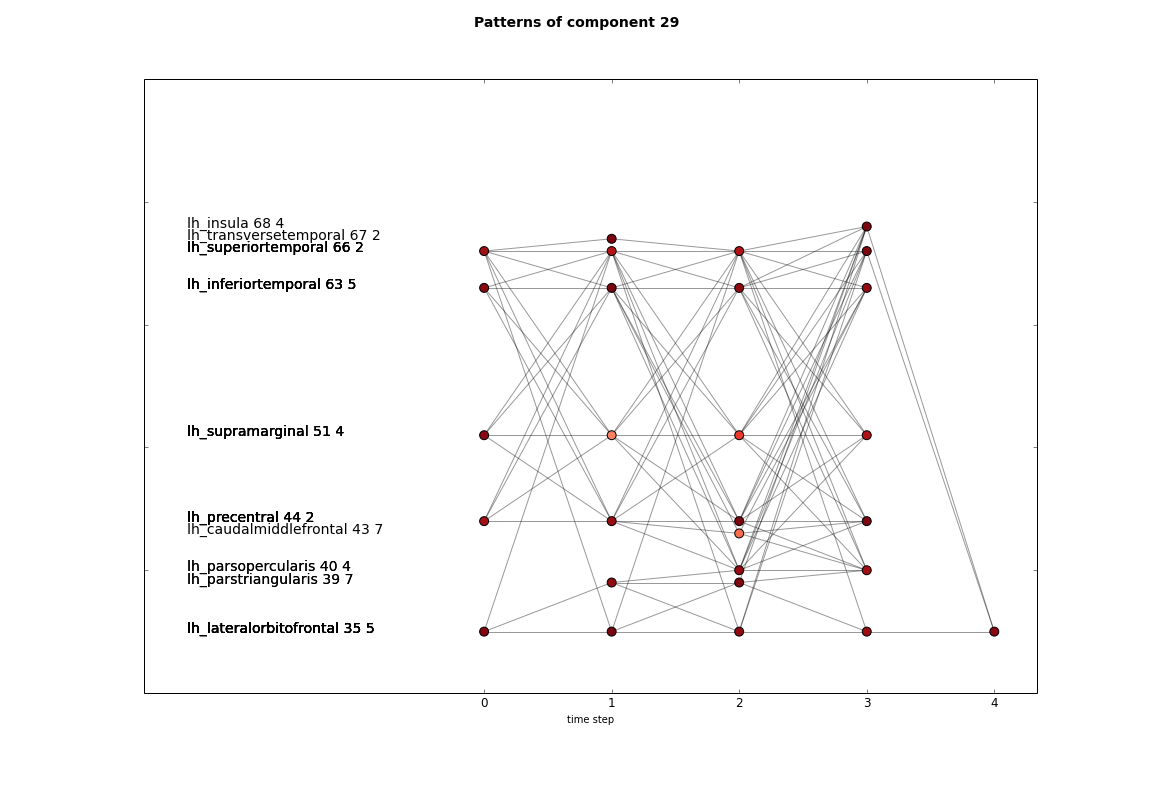 Patterns of component 29
lh_insula 68 4
lh_transversetemporal 67 2
lh_superiortemporal 66 2
lh_inferiortemporal 63 5
lh_supramarginal 51 4
lh_precentral 44 2
lh_caudalmiddlefrontal 43 7
lh_parsopercularis 40 4
lh_parstriangularis 39 7
lh_lateralorbitofrontal 35 5
0 1 2 3 4
time step